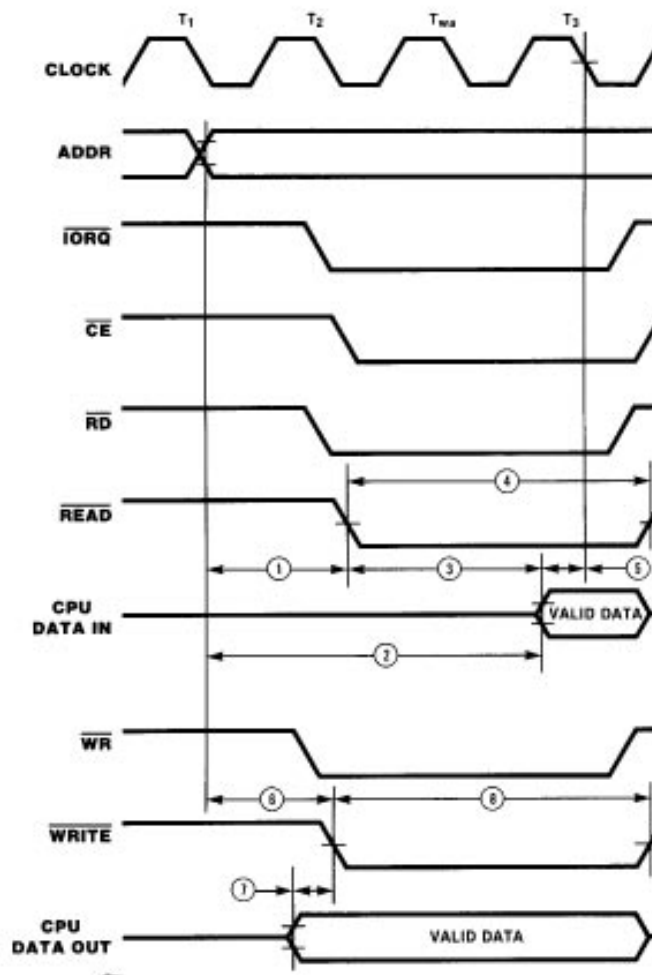 T1 T2 Twa T3
CLOCK
ADDR
IORQ
CE
RD
4
READ
1 3 5
CPU
DATA IN
VALID DATA
2
WR
6 8
WRITE
7
CPU
DATA OUT
VALID DATA